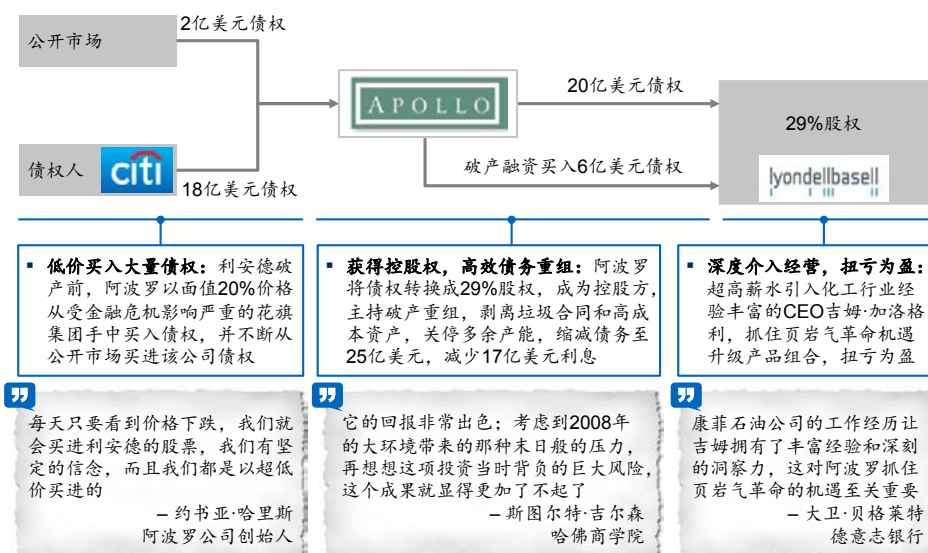 公开市场
2亿美元债权
债权人
citi
18亿美元债权
APOLLO
20亿美元债权
破产融资买入6亿美元债权
29%股权
lyondellbasell
▪ 低价买入大量债权：利安德破
产前，阿波罗以面值20%价格
从受金融危机影响严重的花旗
集团手中买入债权，并不断从
公开市场买进该公司债权
▪ 获得控股权，高效债务重组：阿波罗
将债权转换成29%股权，成为控股方，
主持破产重组，剥离垃圾合同和高成
本资产，关停多余产能，缩减债务至
25亿美元，减少17亿美元利息
▪ 深度介入经营，扭亏为盈：
超高薪水引入化工行业经
验丰富的CEO吉姆·加洛格
利，抓住页岩气革命机遇
升级产品组合，扭亏为盈
每天只要看到价格下跌，我们就
会买进利安德的股票，我们有坚
定的信念，而且我们都是以超低
价买进的
– 约书亚·哈里斯
阿波罗公司创始人
它的回报非常出色；考虑到2008年
的大环境带来的那种末日般的压力，
再想想这项投资当时背负的巨大风险，
这个成果就显得更加了不起了
– 斯图尔特·吉尔森
哈佛商学院
康菲石油公司的工作经历让
吉姆拥有了丰富经验和深刻
的洞察力，这对阿波罗抓住
页岩气革命的机遇至关重要
– 大卫·贝格莱特
德意志银行